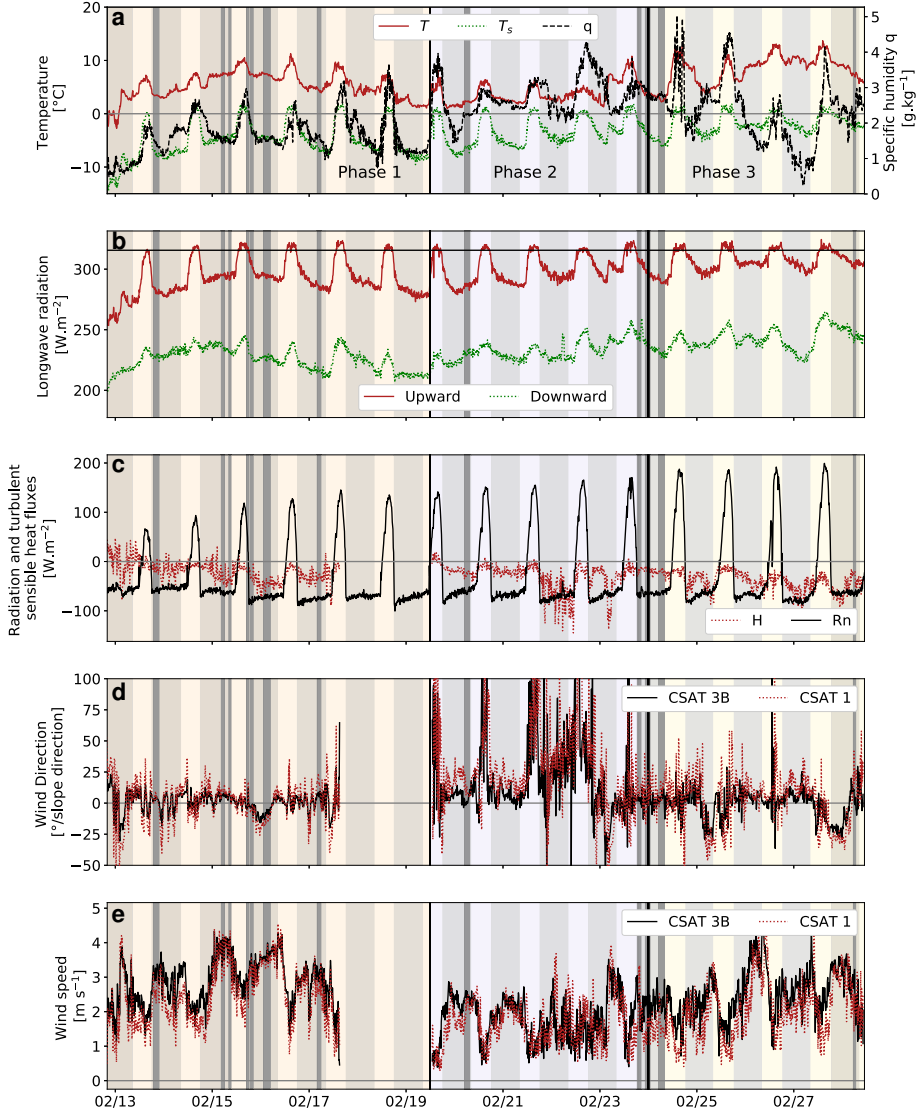 a
T
T_s
q
20
10
0
−10
Temperature
[°C]
5
4
3
2
1
0
Specific humidity q
[g.kg⁻¹]
Phase 1
Phase 2
Phase 3
b
300
250
200
Longwave radiation
[W.m⁻²]
Upward
Downward
c
200
100
0
−100
Radiation and turbulent
resensible heat fluxes
[W.m⁻²]
H
Rn
d
100
75
50
25
0
−25
−50
Wind Direction
[°/slope direction]
CSAT 3B
CSAT 1
e
5
4
3
2
1
0
Wind speed
[m s⁻¹]
CSAT 3B
CSAT 1
02/13
02/15
02/17
02/19
02/21
02/23
02/25
02/27